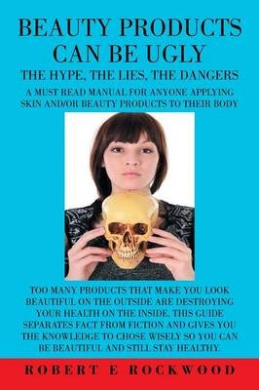 BEAUTY PRODUCTS
CAN BE UGLY
THE HYPE, THE LIES, THE DANGERS
A MUST READ MANUAL FOR ANYONE APPLYING
SKIN AND/OR BEAUTY PRODUCTS TO THEIR BODY
TOO MANY PRODUCTS THAT MAKE YOU LOOK
BEAUTIFUL ON THE OUTSIDE ARE DESTROYING
YOUR HEALTH ON THE INSIDE. THIS GUIDE
SEPARATES FACT FROM FICTION AND GIVES YOU
THE KNOWLEDGE TO CHOSE WISELY SO YOU CAN
BE BEAUTIFUL AND STILL STAY HEALTHY.
ROBERT E ROCKWOOD